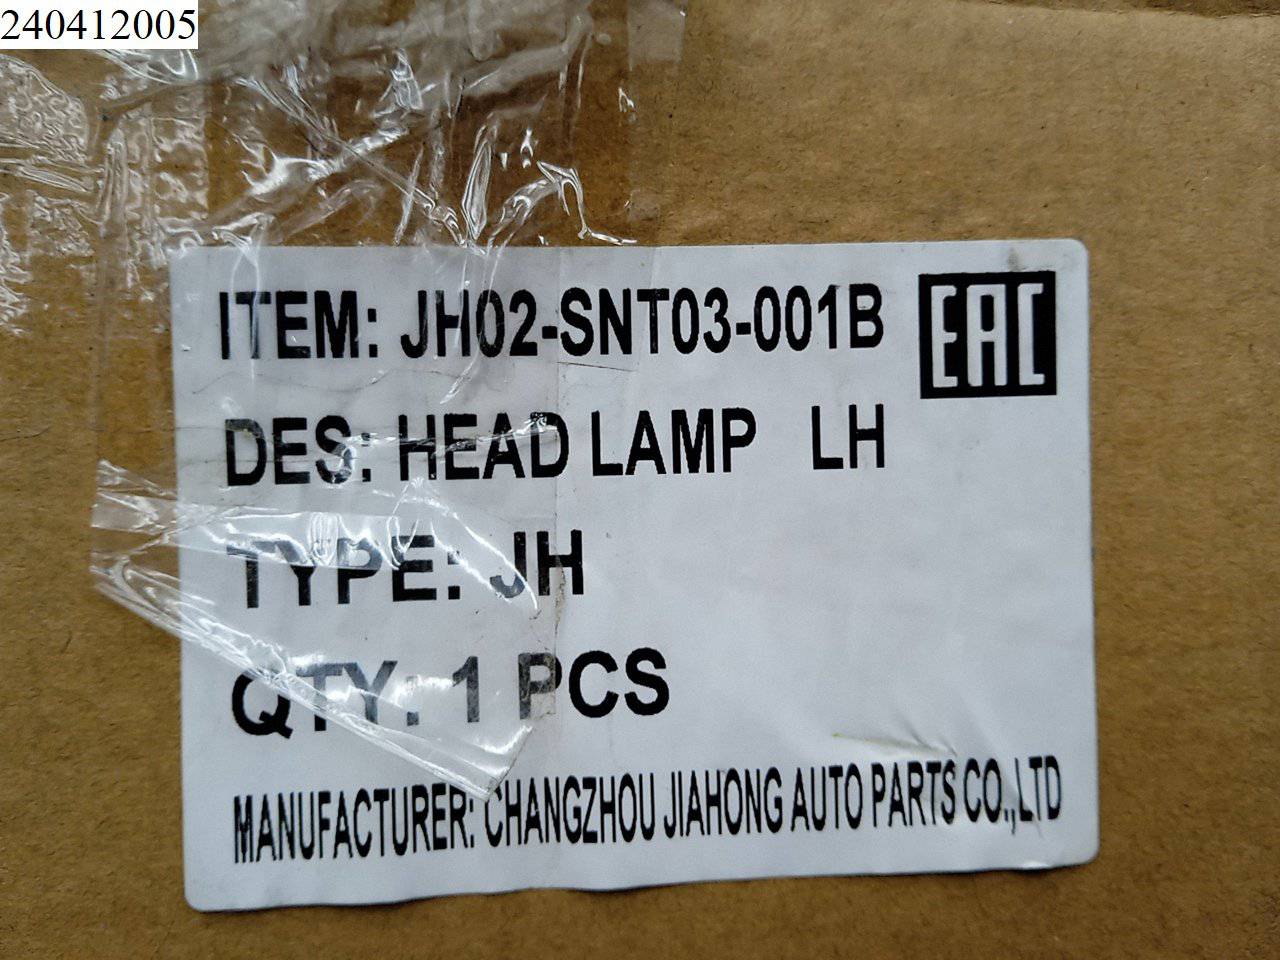 240412005
ITEM: JH02-SNT03-001B
EAC
DES: HEAD LAMP LH
TYPE: JH
QTY: 1 PCS
MANUFACTURER: CHANGZHOU JIAHONG AUTO PARTS CO.,LTD